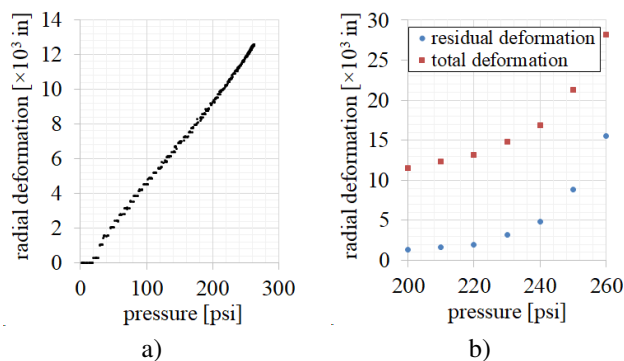 14
12
10
8
6
4
2
0
0 100 200 300
radial deformation [×10³ in]
pressure [psi]
a)
30
25
20
15
10
5
0
200 220 240 260
radial deformation [×10³ in]
residual deformation
total deformation
pressure [psi]
b)